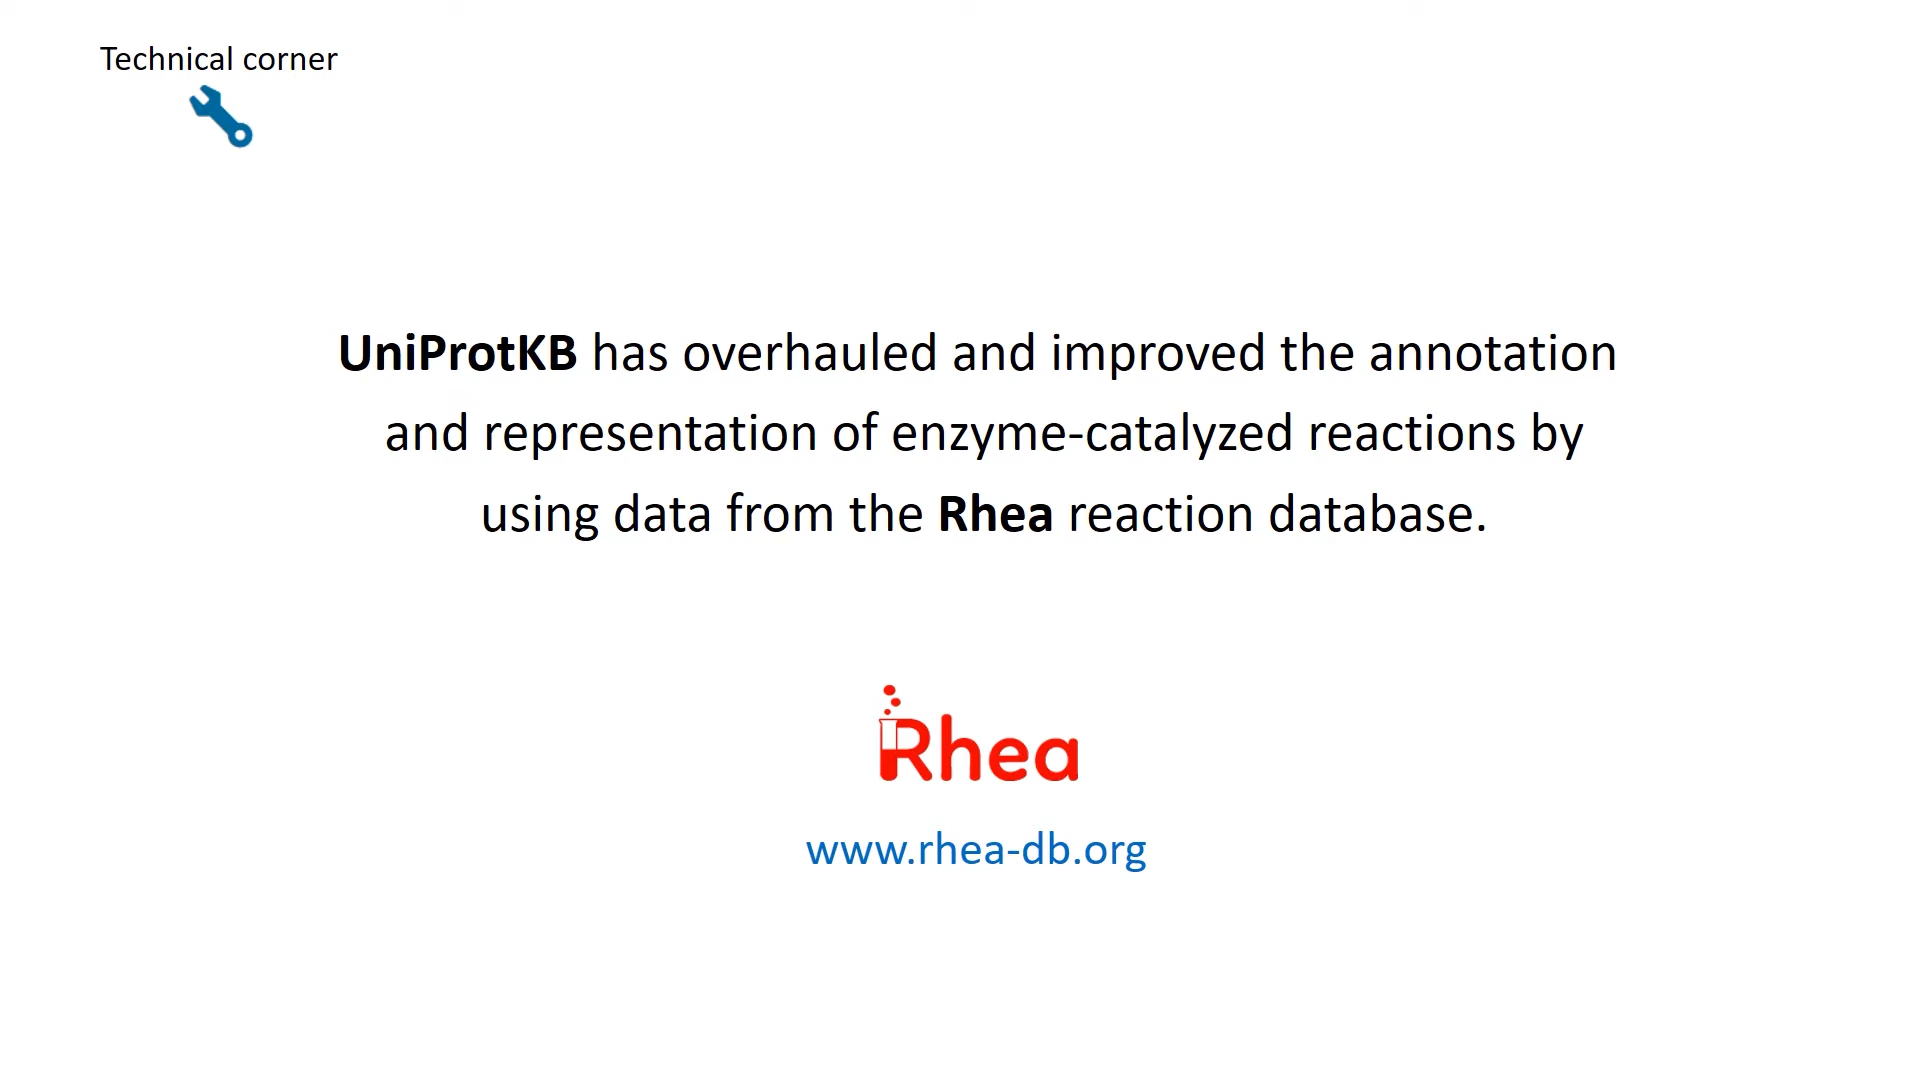 Technical corner
UniProtKB has overhauled and improved the annotation
and representation of enzyme-catalyzed reactions by
using data from the Rhea reaction database.
Rhea
www.rhea-db.org